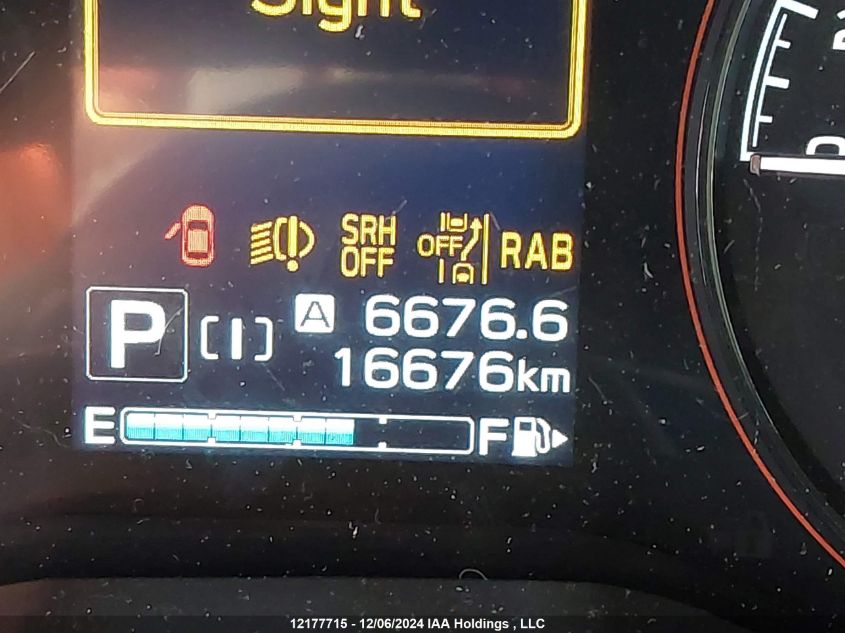 Sight
SRH OFF OFF RAB
P [I] A 6676.6
16676km
E F
12177715 - 12/06/2024 IAA Holdings , LLC